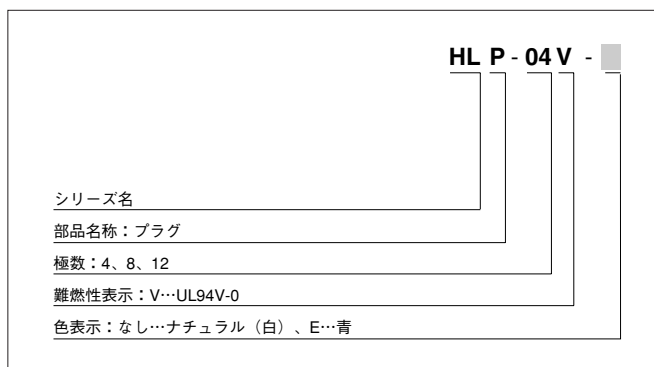 HL P - 04 V -
シリーズ名
部品名称：プラグ
極数：4、8、12
難燃性表示：V…UL94V-0
色表示：なし…ナチュラル（白）、E…青